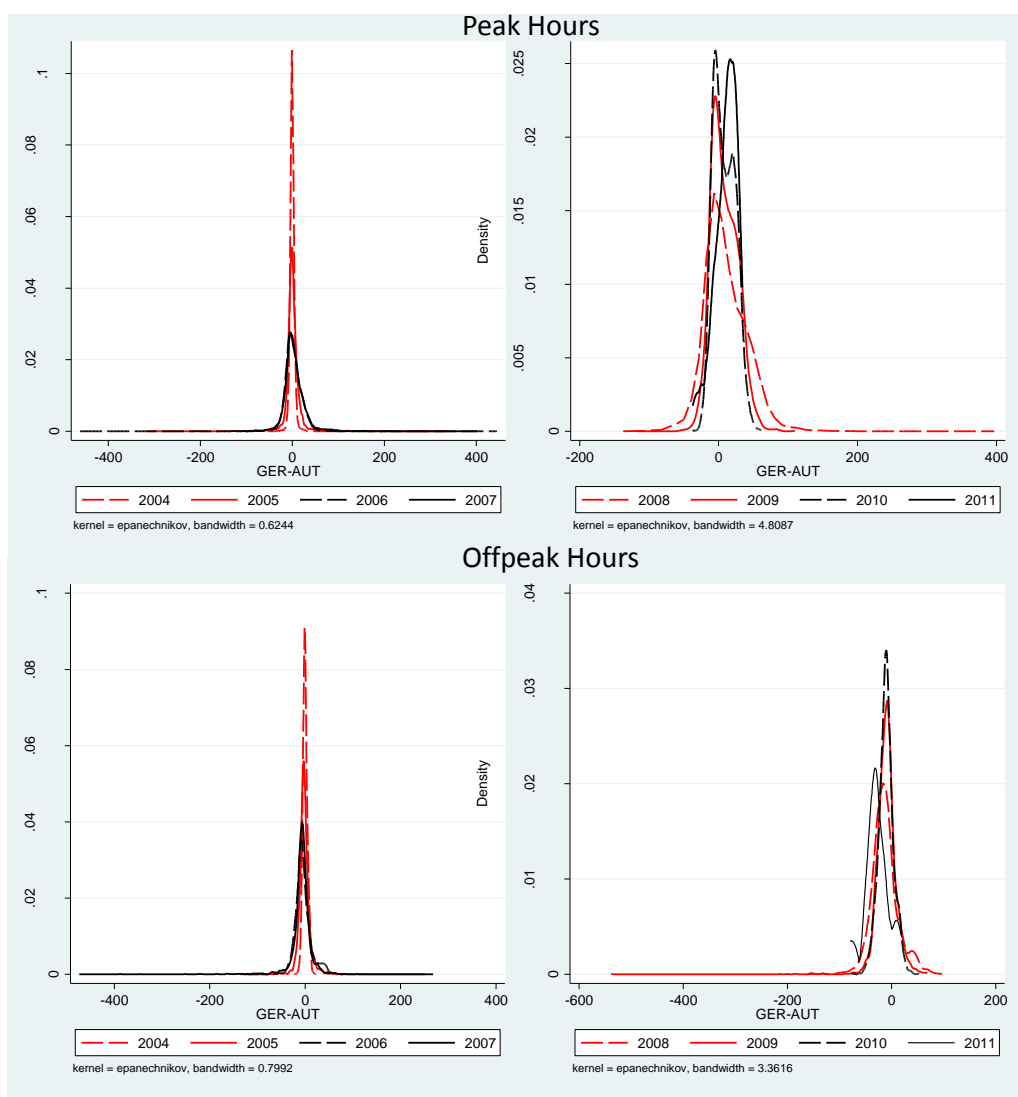 Peak Hours
.1
.08
.06
.04
.02
0
-400 -200 0 200 400
GER-AUT
2004 2005 2006 2007
kernel = epanechnikov, bandwidth = 0.6244
Density
.025
.02
.015
.01
.005
0
-200 0 200 400
GER-AUT
2008 2009 2010 2011
kernel = epanechnikov, bandwidth = 4.8087
Offpeak Hours
.1
.08
.06
.04
.02
0
-400 -200 0 200 400
GER-AUT
2004 2005 2006 2007
kernel = epanechnikov, bandwidth = 0.7992
Density
.04
.03
.02
.01
0
-600 -400 -200 0 200
GER-AUT
2008 2009 2010 2011
kernel = epanechnikov, bandwidth = 3.3616